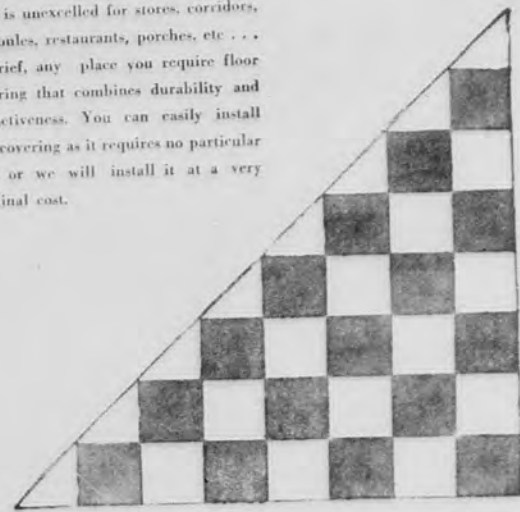 is unexcelled for stores, corridors,
ules, restaurants, porches, etc . . .
rief, any place you require floor
ring that combines durability and
ctiveness. You can easily install
covering as it requires no particular
or we will install it at a very
inal cost.